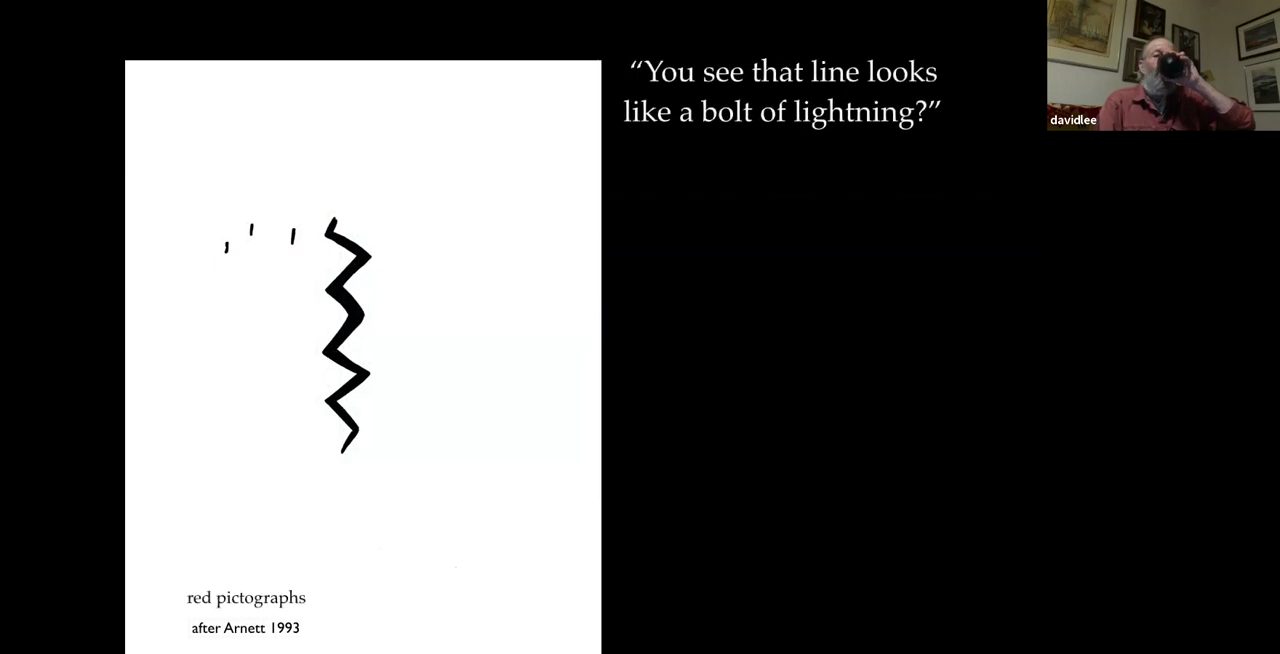 “You see that line looks
like a bolt of lightning?”
davidlee
red pictographs
after Arnett 1993